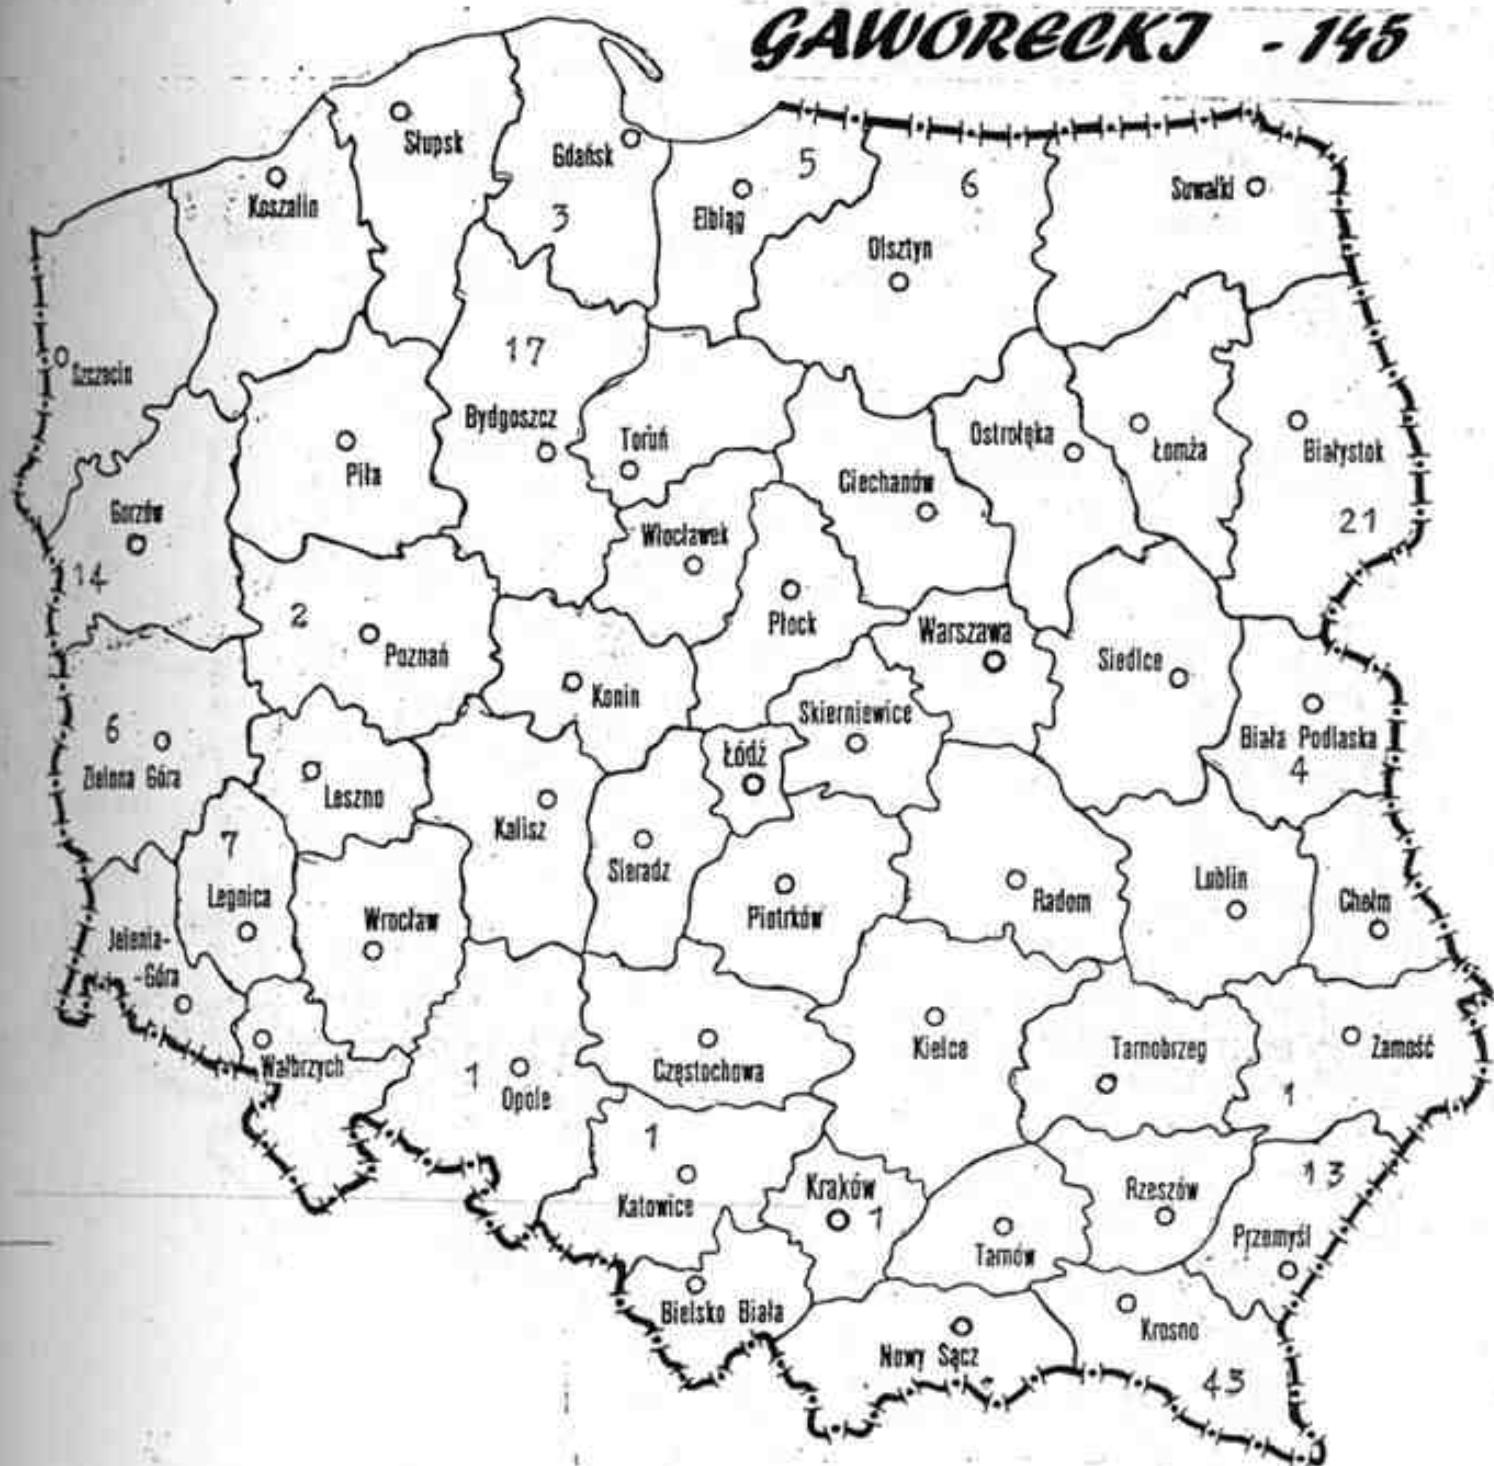 GAWORECKI - 145
Słupsk
Gdańsk
5
3
Koszalin
Elbląg
6
Suwałki
Olsztyn
Szczecin
17
Bydgoszcz
Toruń
Ostrołęka
Łomża
Białystok
Piła
Ciechanów
21
Gorzów
14
Włocławek
2
Płock
Warszawa
Poznań
Konin
Siedlce
Skierniewice
Biała Podlaska
4
6
Zielona Góra
Łódź
Leszno
Kalisz
7
Sieradz
Legnica
Wrocław
Piotrków
Radom
Lublin
Chełm
Jelenia-
-Góra
Wałbrzych
1
Opole
Częstochowa
Kielce
Tarnobrzeg
Zamość
1
1
Katowice
Kraków
1
Rzeszów
13
Przemyśl
Tarnów
Bielsko Biała
Nowy Sącz
Krosno
43